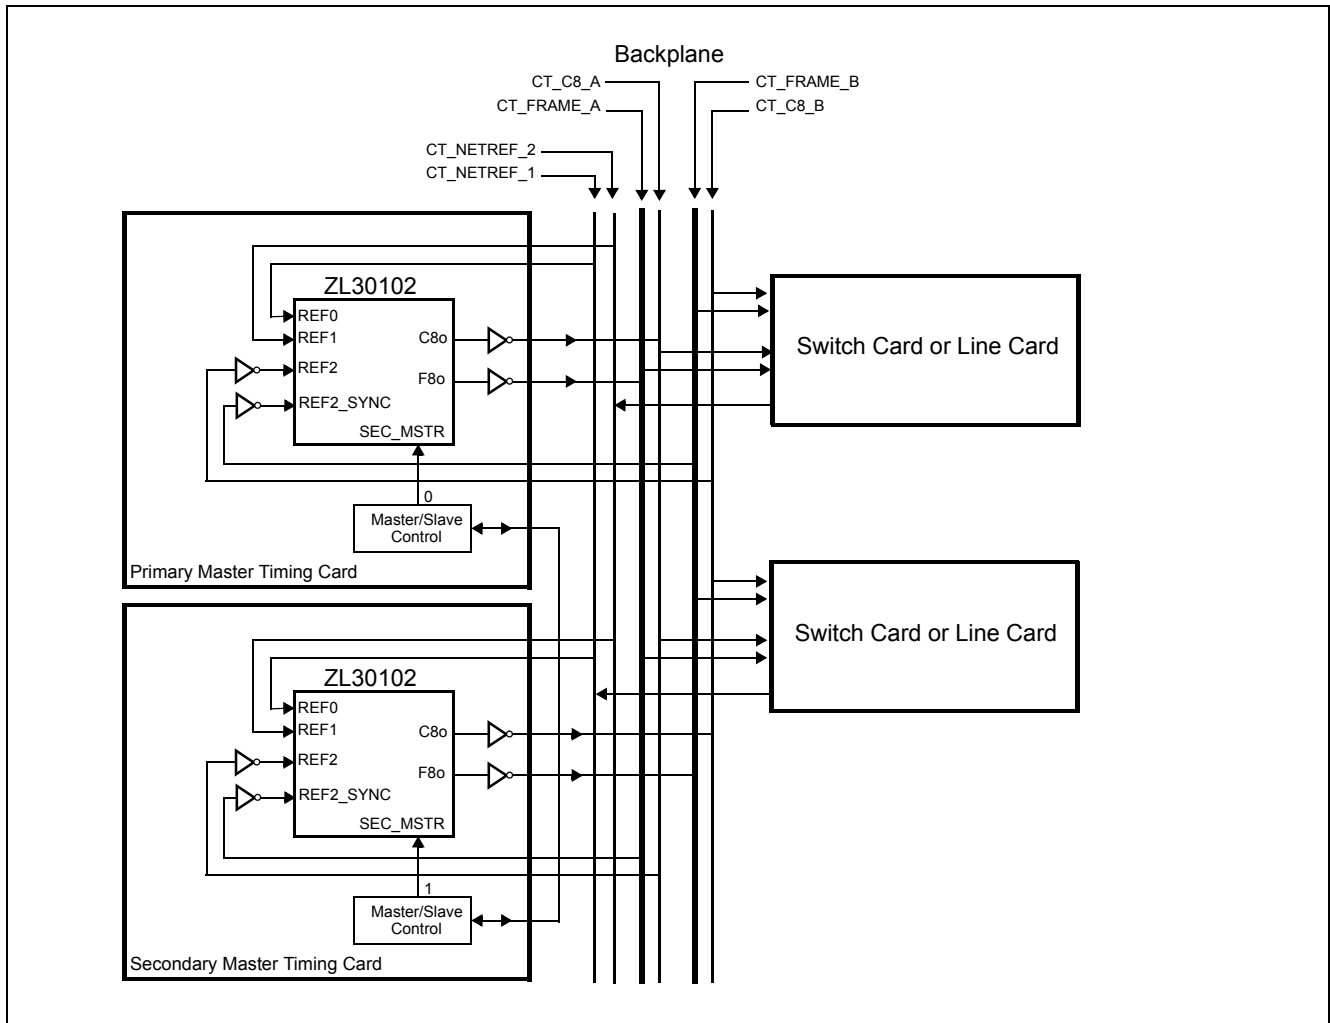 Backplane
CT_C8_A
CT_FRAME_B
CT_FRAME_A
CT_C8_B
CT_NETREF_2
CT_NETREF_1
ZL30102
REF0
REF1
C8o
REF2
F8o
REF2_SYNC
SEC_MSTR
0
Master/Slave
Control
Primary Master Timing Card
Switch Card or Line Card
ZL30102
REF0
REF1
C8o
REF2
F8o
REF2_SYNC
SEC_MSTR
1
Master/Slave
Control
Secondary Master Timing Card
Switch Card or Line Card